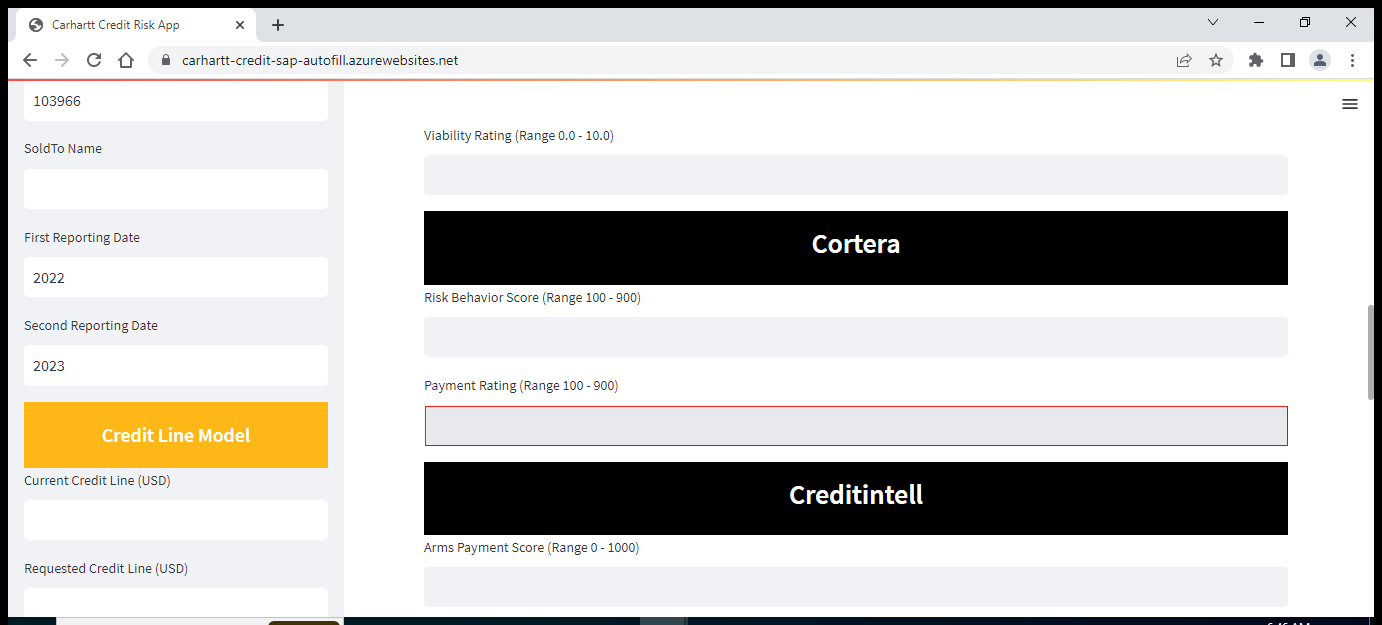 Carhartt Credit Risk App
carhartt-credit-sap-autofill.azurewebsites.net
103966
SoldTo Name
First Reporting Date
2022
Second Reporting Date
2023
Credit Line Model
Current Credit Line (USD)
Requested Credit Line (USD)
Viability Rating (Range 0.0 - 10.0)
Cortera
Risk Behavior Score (Range 100 - 900)
Payment Rating (Range 100 - 900)
Creditintell
Arms Payment Score (Range 0 - 1000)